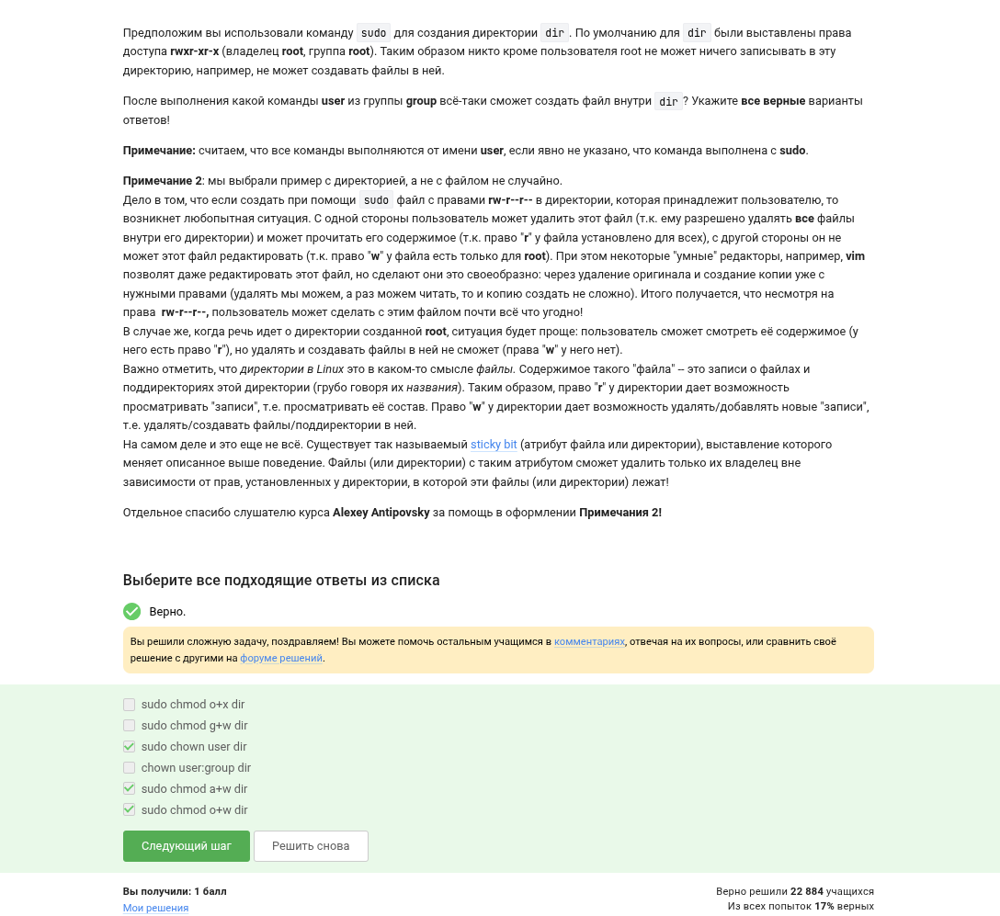 Предположим вы использовали команду sudo для создания директории dir. По умолчанию для dir были выставлены права
доступа rwxr-xr-x (владелец root, группа root). Таким образом никто кроме пользователя root не может ничего записывать в эту
директорию, например, не может создавать файлы в ней.
После выполнения какой команды user из группы group всё-таки сможет создать файл внутри dir? Укажите все верные варианты
ответов!
Примечание: считаем, что все команды выполняются от имени user, если явно не указано, что команда выполнена с sudo.
Примечание 2: мы выбрали пример с директорией, а не с файлом не случайно.
Дело в том, что если создать при помощи sudo файл с правами rw-r--r-- в директории, которая принадлежит пользователю, то
возникнет любопытная ситуация. С одной стороны пользователь может удалить этот файл (т.к. ему разрешено удалять все файлы
внутри его директории) и может прочитать его содержимое (т.к. право "r" у файла установлено для всех), с другой стороны он не
может этот файл редактировать (т.к. право "w" у файла есть только для root). При этом некоторые "умные" редакторы, например, vim
позволят даже редактировать этот файл, но сделают они это своеобразно: через удаление оригинала и создание копии уже с
нужными правами (удалять мы можем, а раз можем читать, то и копию создать не сложно). Итого получается, что несмотря на
права rw-r--r--, пользователь может сделать с этим файлом почти всё что угодно!
В случае же, когда речь идет о директории созданной root, ситуация будет проще: пользователь сможет смотреть её содержимое (у
него есть право "r"), но удалять и создавать файлы в ней не сможет (права "w" у него нет).
Важно отметить, что директории в Linux это в каком-то смысле файлы. Содержимое такого "файла" -- это записи о файлах и
поддиректориях этой директории (грубо говоря их названия). Таким образом, право "r" у директории дает возможность
просматривать "записи", т.е. просматривать её состав. Право "w" у директории дает возможность удалять/добавлять новые "записи",
т.е. удалять/создавать файлы/поддиректории в ней.
На самом деле и это еще не всё. Существует так называемый sticky bit (атрибут файла или директории), выставление которого
меняет описанное выше поведение. Файлы (или директории) с таким атрибутом сможет удалить только их владелец вне
зависимости от прав, установленных у директории, в которой эти файлы (или директории) лежат!
Отдельное спасибо слушателю курса Alexey Antipovsky за помощь в оформлении Примечания 2!
Выберите все подходящие ответы из списка
Верно.
Вы решили сложную задачу, поздравляем! Вы можете помочь остальным учащимся в комментариях, отвечая на их вопросы, или сравнить своё
решение с другими на форуме решений.
sudo chmod o+x dir
sudo chmod g+w dir
sudo chown user dir
chown user:group dir
sudo chmod a+w dir
sudo chmod o+w dir
Следующий шаг Решить снова
Вы получили: 1 балл Верно решили 22 884 учащихся
Мои решения Из всех попыток 17% верных